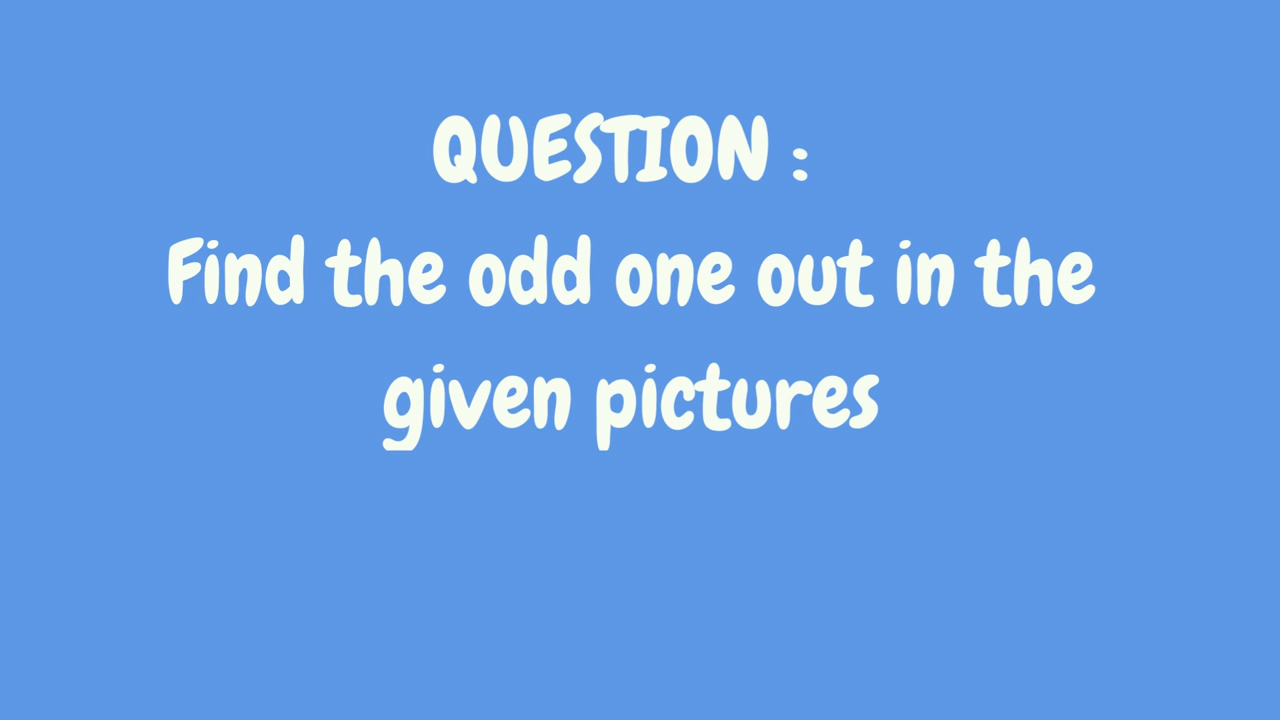 QUESTION :
Find the odd one out in the
given pictures